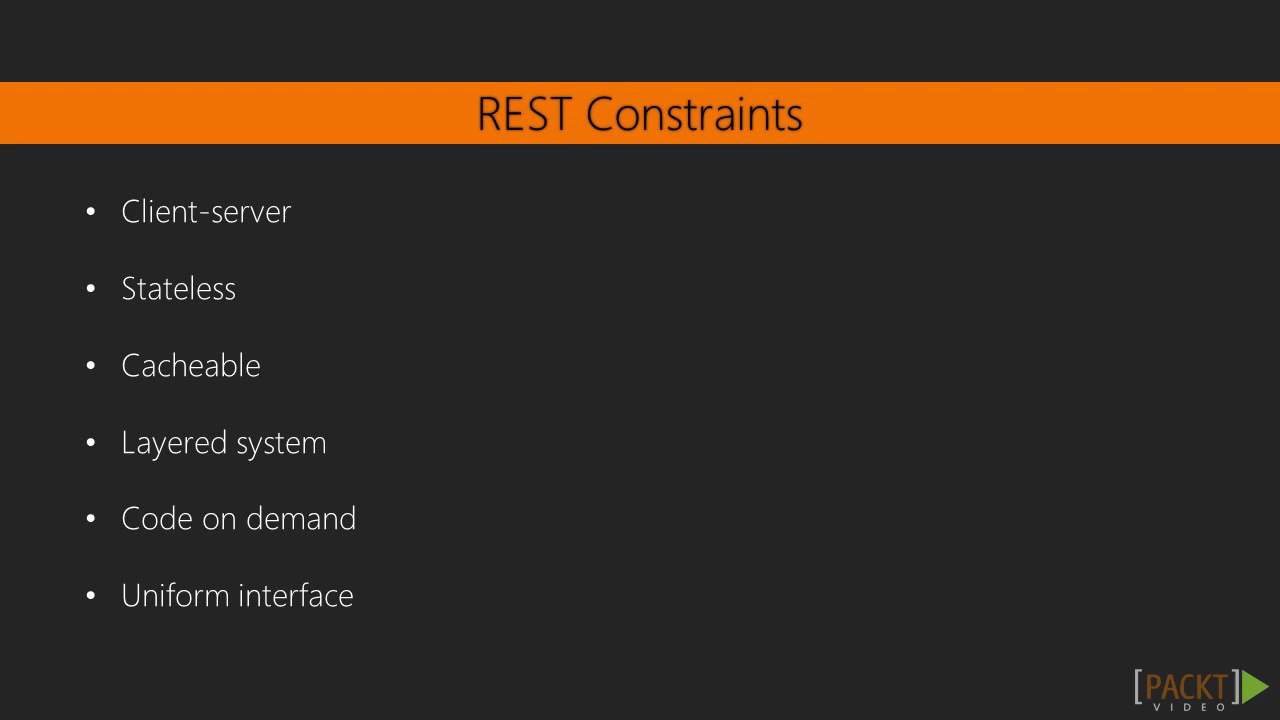 REST Constraints
• Client-server
• Stateless
• Cacheable
• Layered system
• Code on demand
• Uniform interface
[PACKT]
VIDEO